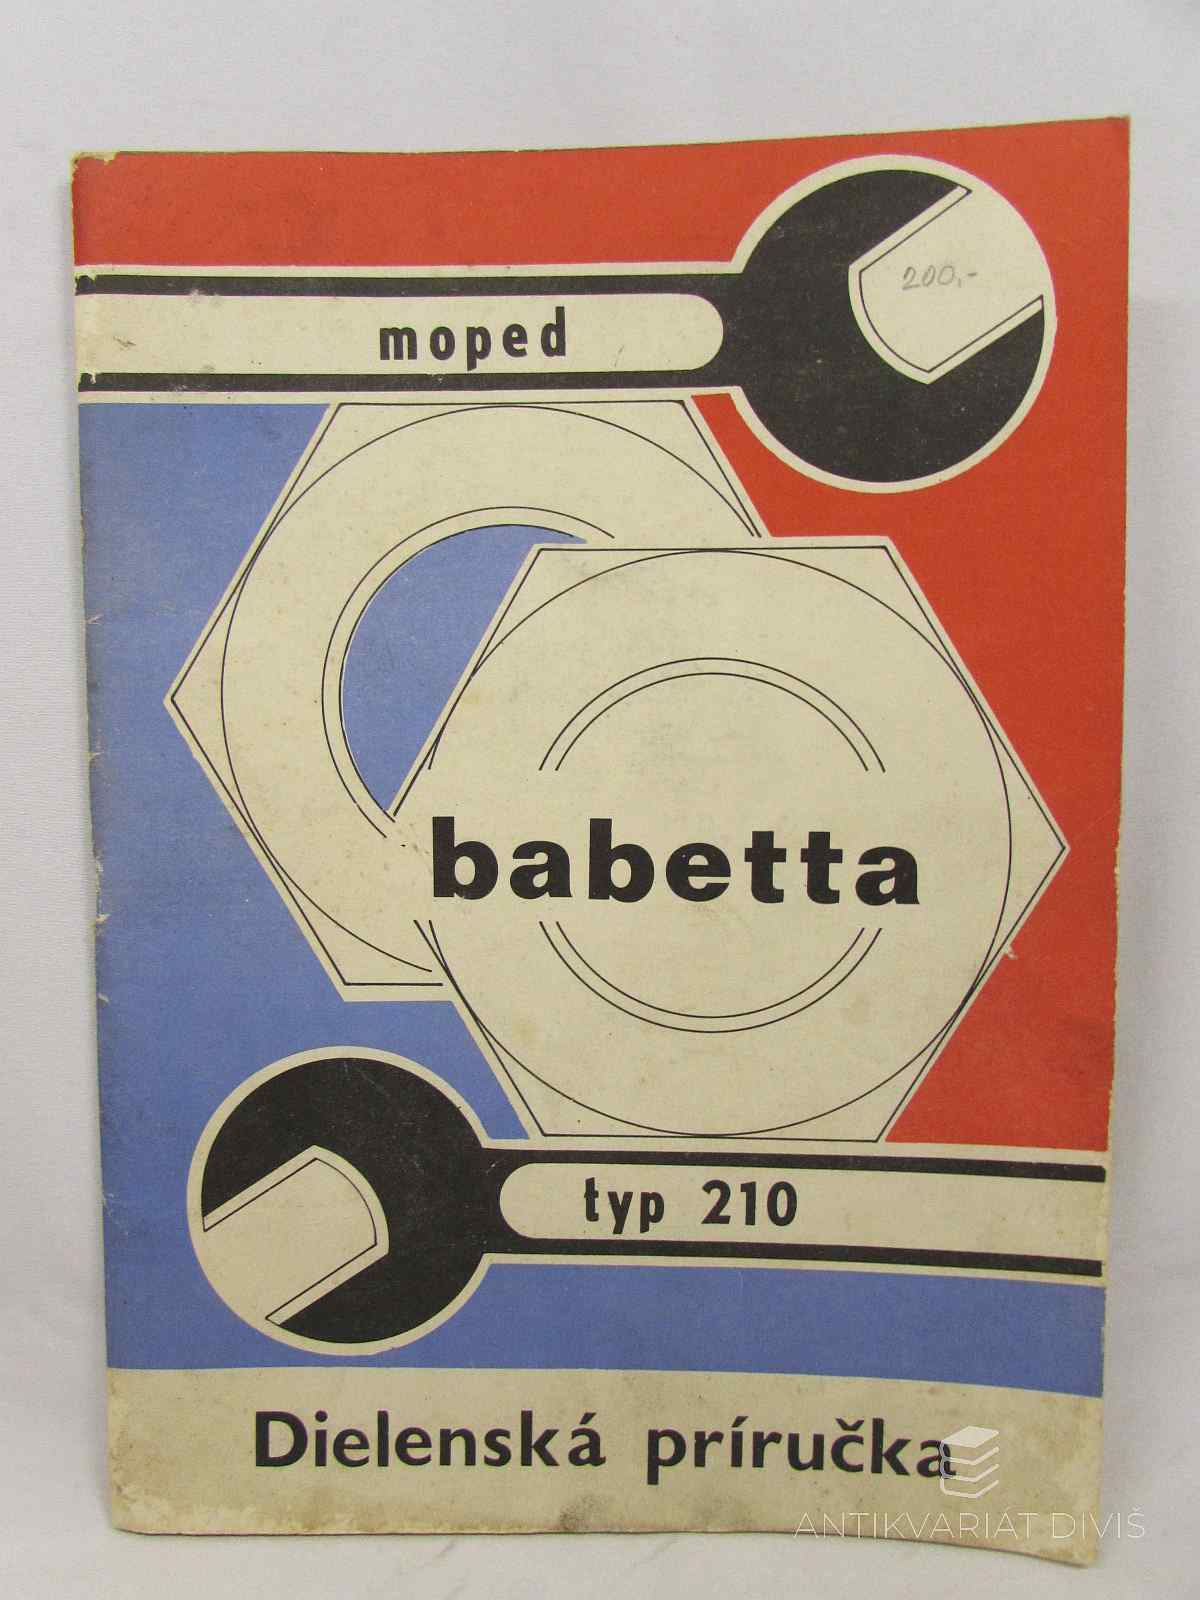 200,-
moped
babetta
typ 210
Dielenská príručka
ANTIKVARIÁT DIVIŠ